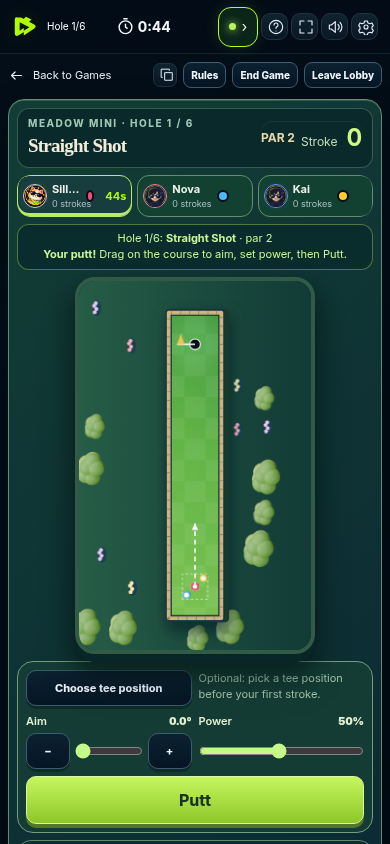 Hole 1/6
0:44
›
Back to Games
Rules
End Game
Leave Lobby
MEADOW MINI · HOLE 1 / 6
Straight Shot
PAR 2 Stroke 0
Sill...
0 strokes
44s
Nova
0 strokes
Kai
0 strokes
Hole 1/6: Straight Shot · par 2
Your putt! Drag on the course to aim, set power, then Putt.
Choose tee position
Optional: pick a tee position
before your first stroke.
Aim 0.0° Power 50%
− +
Putt